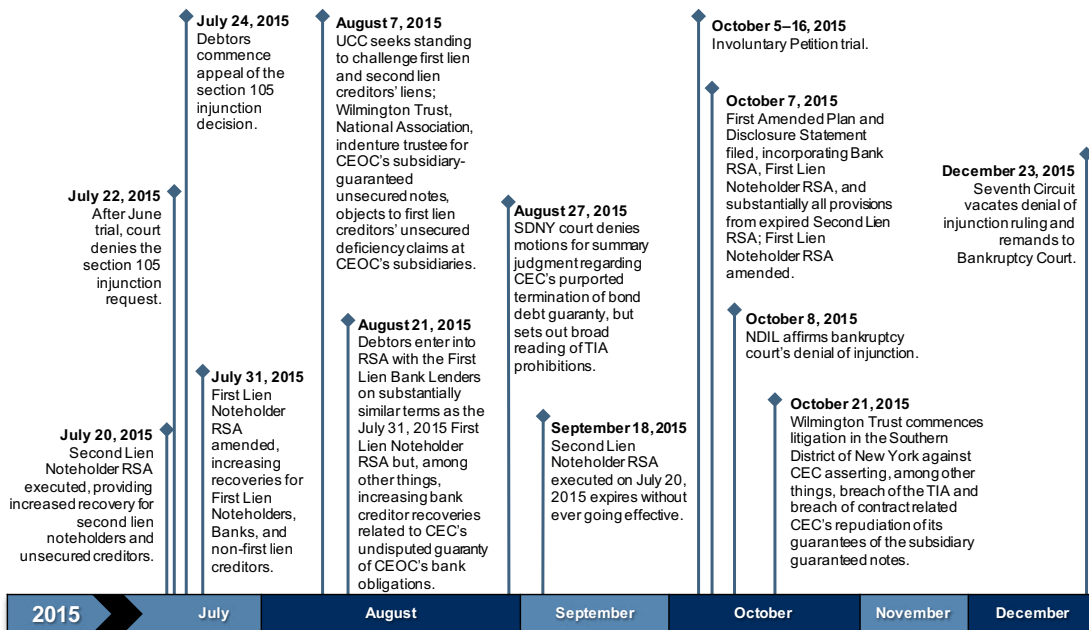 July 24, 2015
Debtors
commence
appeal of the
section 105
injunction
decision.
August 7, 2015
UCC seeks standing
to challenge first lien
and second lien
creditors' liens;
Wilmington Trust,
National Association,
indenture trustee for
CEOC's subsidiary-
guaranteed
unsecured notes,
objects to first lien
creditors' unsecured
deficiency claims at
CEOC's subsidiaries.
October 5–16, 2015
Involuntary Petition trial.
October 7, 2015
First Amended Plan and
Disclosure Statement
filed, incorporating Bank
RSA, First Lien
Noteholder RSA, and
substantially all provisions
from expired Second Lien
RSA; First Lien
Noteholder RSA
amended.
December 23, 2015
Seventh Circuit
vacates denial of
injunction ruling and
remands to
Bankruptcy Court.
July 22, 2015
After June
trial, court
denies the
section 105
injunction
request.
August 27, 2015
SDNY court denies
motions for summary
judgment regarding
CEC's purported
termination of bond
debt guaranty, but
sets out broad
reading of TIA
prohibitions.
October 8, 2015
NDIL affirms bankruptcy
court's denial of injunction.
August 21, 2015
Debtors enter into
RSA with the First
Lien Bank Lenders
on substantially
similar terms as the
July 31, 2015 First
Lien Noteholder
RSA but, among
other things,
increasing bank
creditor recoveries
related to CEC's
undisputed guaranty
of CEOC's bank
obligations.
July 31, 2015
First Lien
Noteholder
RSA
amended,
increasing
recoveries for
First Lien
Noteholders,
Banks, and
non-first lien
creditors.
July 20, 2015
Second Lien
Noteholder RSA
executed, providing
increased recovery for
second lien
noteholders and
unsecured creditors.
September 18, 2015
Second Lien
Noteholder RSA
executed on July 20,
2015 expires without
ever going effective.
October 21, 2015
Wilmington Trust commences
litigation in the Southern
District of New York against
CEC asserting, among other
things, breach of the TIA and
breach of contract related
CEC's repudiation of its
guarantees of the subsidiary
guaranteed notes.
2015
July
August
September
October
November
December